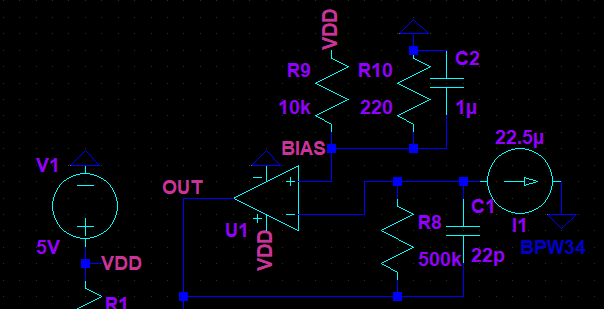 VDD
R9
10k
R10
220
C2
1µ
BIAS
22.5µ
V1
5V
OUT
U1
VDD
VDD
R8
500k
C1
22p
I1
BPW34
R1